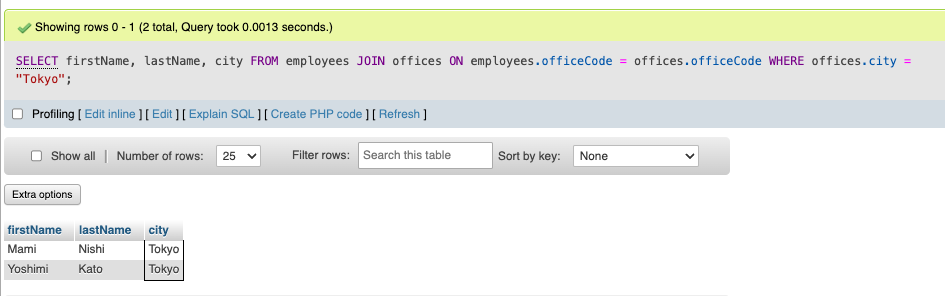 Showing rows 0 - 1 (2 total, Query took 0.0013 seconds.)
SELECT firstName, lastName, city FROM employees JOIN offices ON employees.officeCode = offices.officeCode WHERE offices.city =
"Tokyo";
Profiling [ Edit inline ] [ Edit ] [ Explain SQL ] [ Create PHP code ] [ Refresh ]
Show all | Number of rows: 25 Filter rows: Search this table Sort by key: None
Extra options
firstName lastName city
Mami Nishi Tokyo
Yoshimi Kato Tokyo